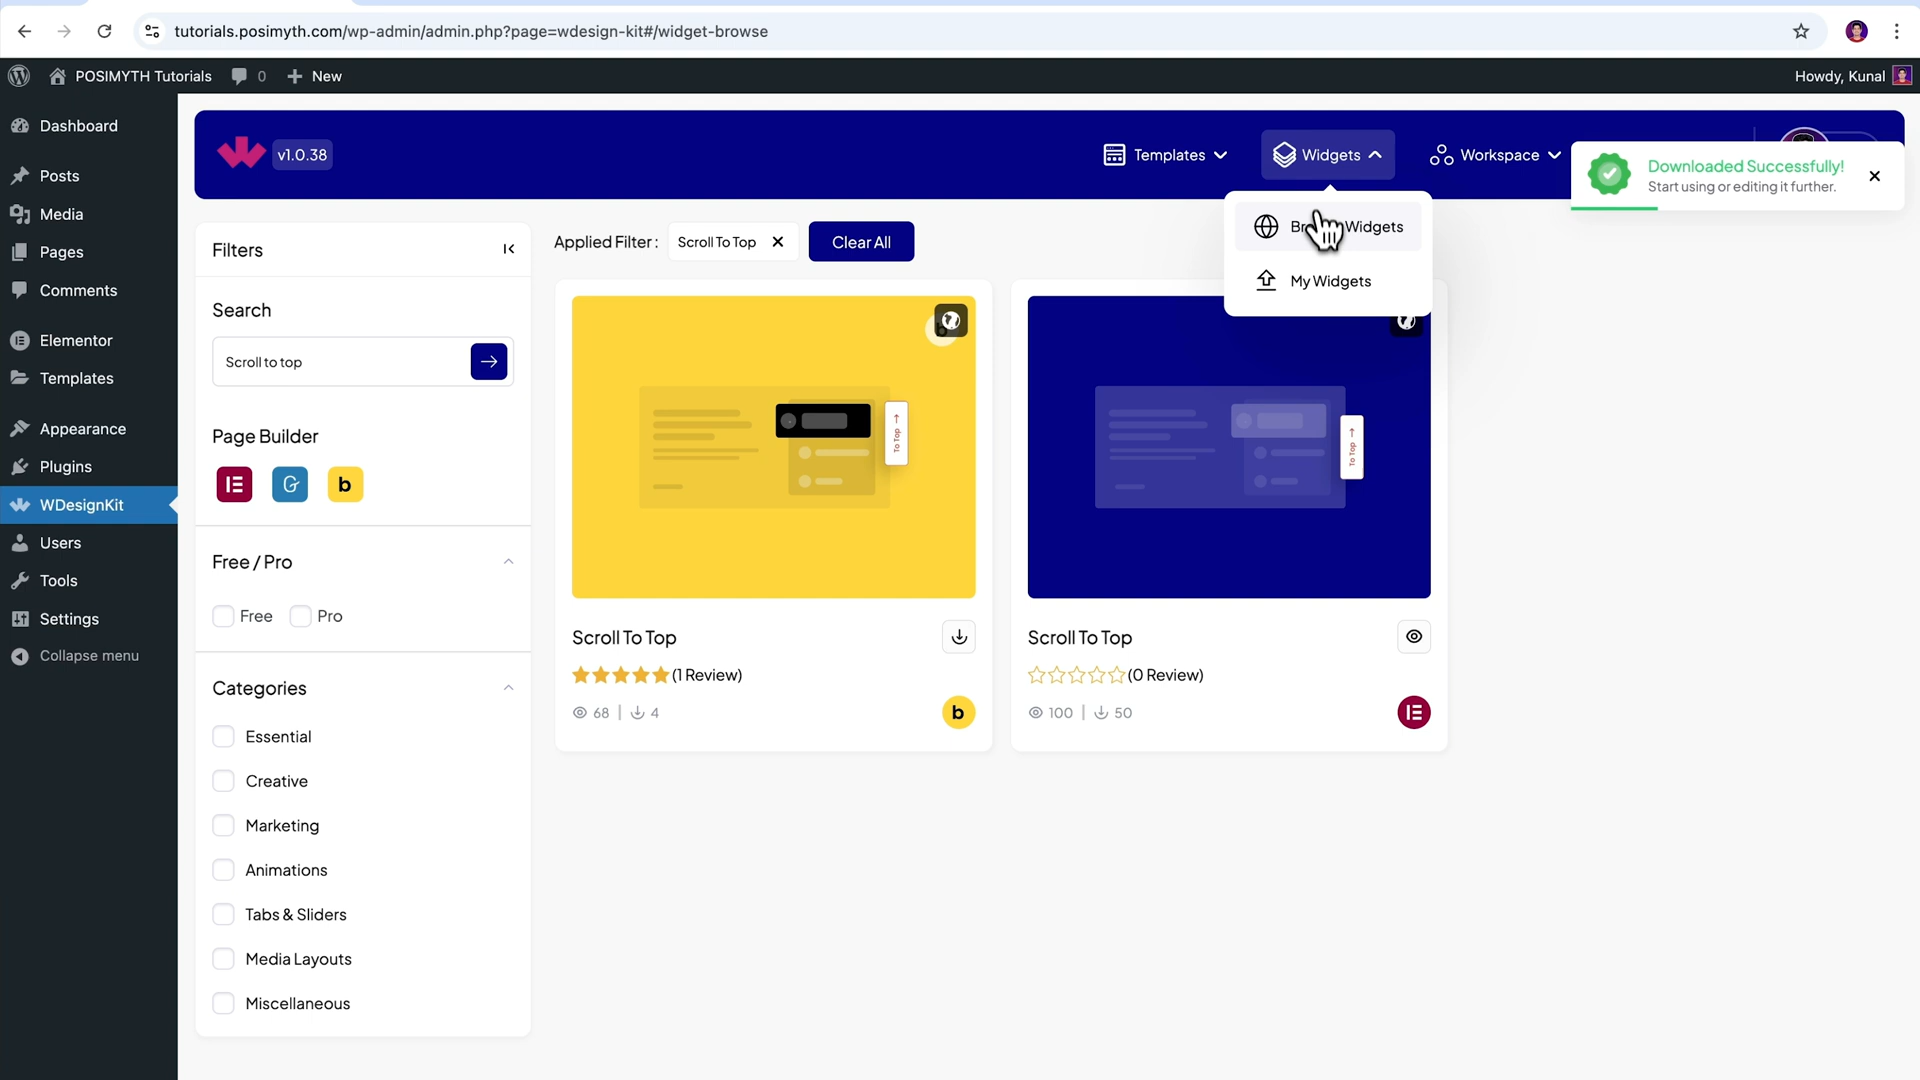 tutorials.posimyth.com/wp-admin/admin.php?page=wdesign-kit#/widget-browse
POSIMYTH Tutorials
0
New
Howdy, Kunal
Dashboard
Posts
Media
Pages
Comments
Elementor
Templates
Appearance
Plugins
WDesignKit
Users
Tools
Settings
Collapse menu
v1.0.38
Templates
Widgets
Workspace
Downloaded Successfully!
Start using or editing it further.
Widgets
My Widgets
Filters
Search
Scroll to top
Page Builder
b
Free / Pro
Free
Pro
Categories
Essential
Creative
Marketing
Animations
Tabs & Sliders
Media Layouts
Miscellaneous
Applied Filter :
Scroll To Top
Clear All
To Top
Scroll To Top
(1 Review)
68 | 4
b
To Top
Scroll To Top
(0 Review)
100 | 50